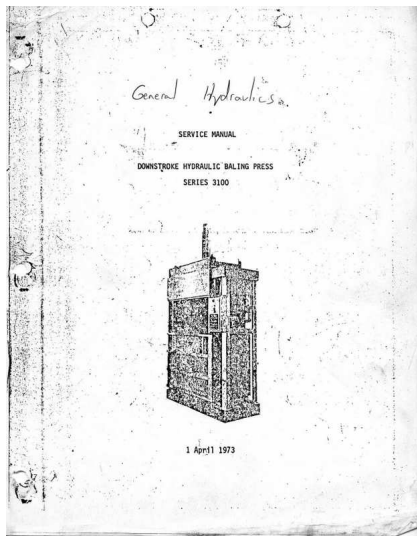 General Hydraulics
SERVICE MANUAL
DOWNSTROKE HYDRAULIC BALING PRESS
SERIES 3100
1 April 1973